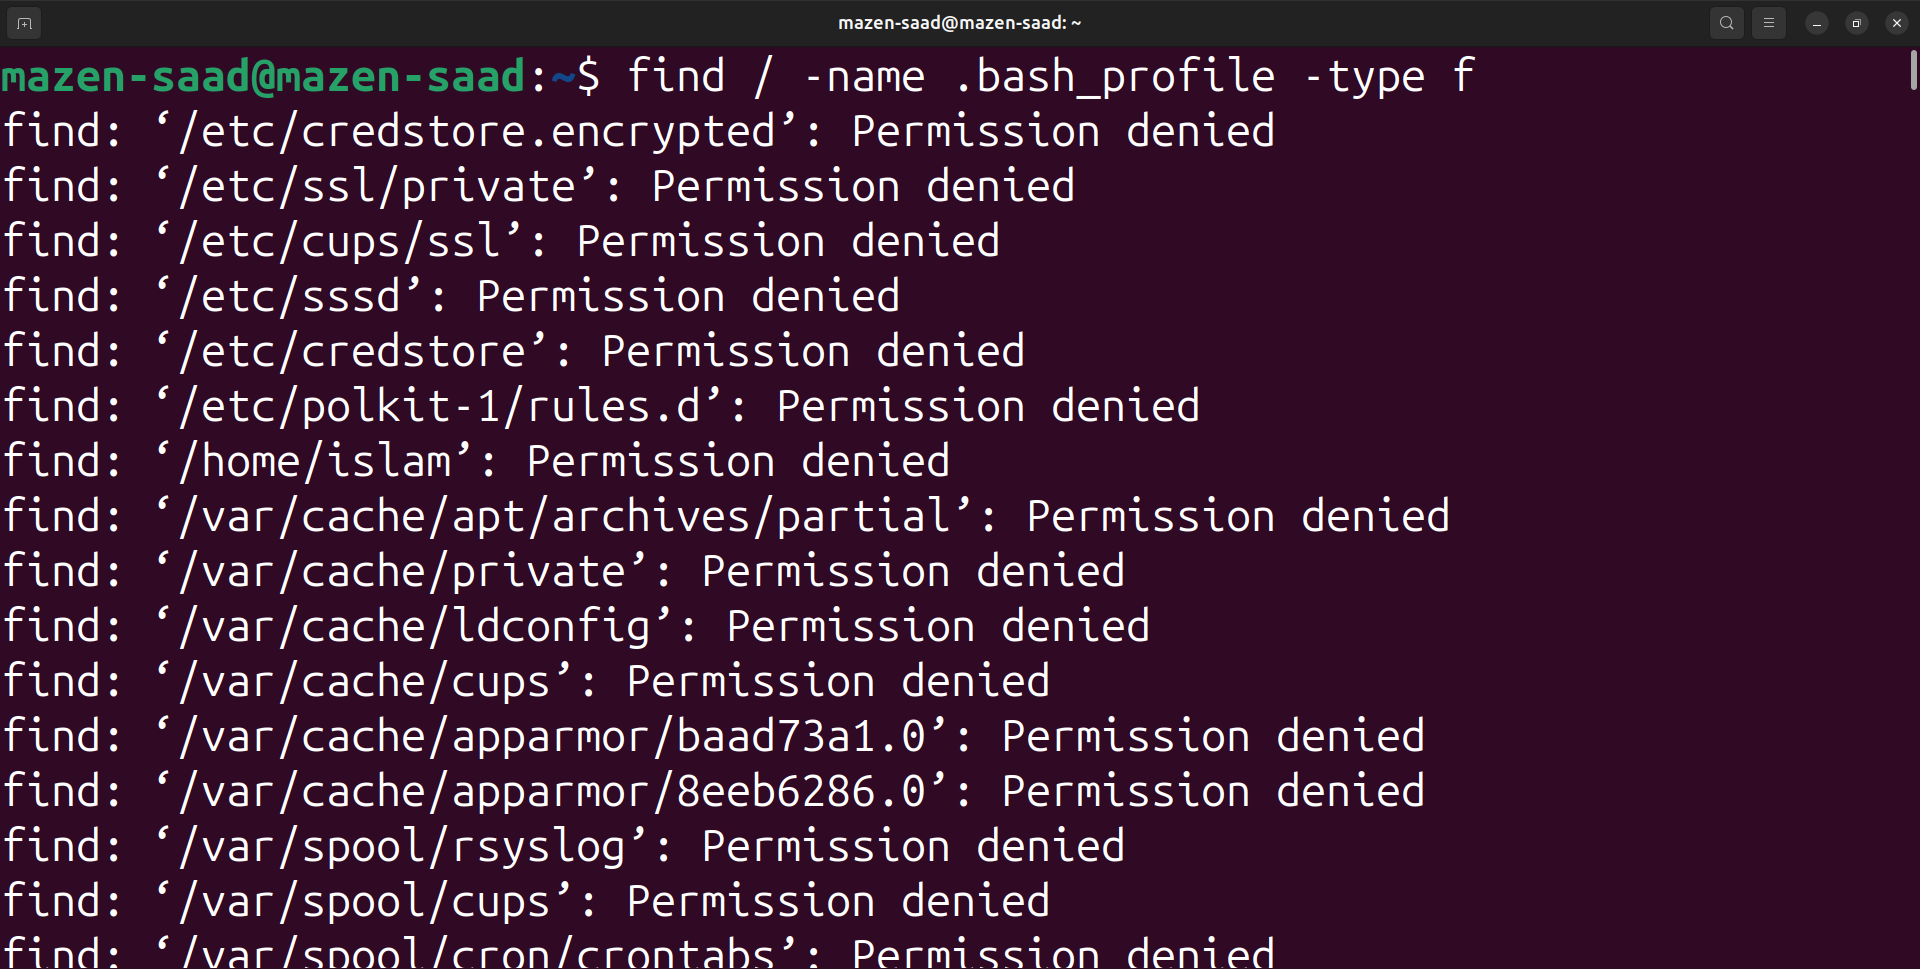 mazen-saad@mazen-saad: ~
mazen-saad@mazen-saad:~$ find / -name .bash_profile -type f
find: ‘/etc/credstore.encrypted’: Permission denied
find: ‘/etc/ssl/private’: Permission denied
find: ‘/etc/cups/ssl’: Permission denied
find: ‘/etc/sssd’: Permission denied
find: ‘/etc/credstore’: Permission denied
find: ‘/etc/polkit-1/rules.d’: Permission denied
find: ‘/home/islam’: Permission denied
find: ‘/var/cache/apt/archives/partial’: Permission denied
find: ‘/var/cache/private’: Permission denied
find: ‘/var/cache/ldconfig’: Permission denied
find: ‘/var/cache/cups’: Permission denied
find: ‘/var/cache/apparmor/baad73a1.0’: Permission denied
find: ‘/var/cache/apparmor/8eeb6286.0’: Permission denied
find: ‘/var/spool/rsyslog’: Permission denied
find: ‘/var/spool/cups’: Permission denied
find: ‘/var/spool/cron/crontabs’: Permission denied